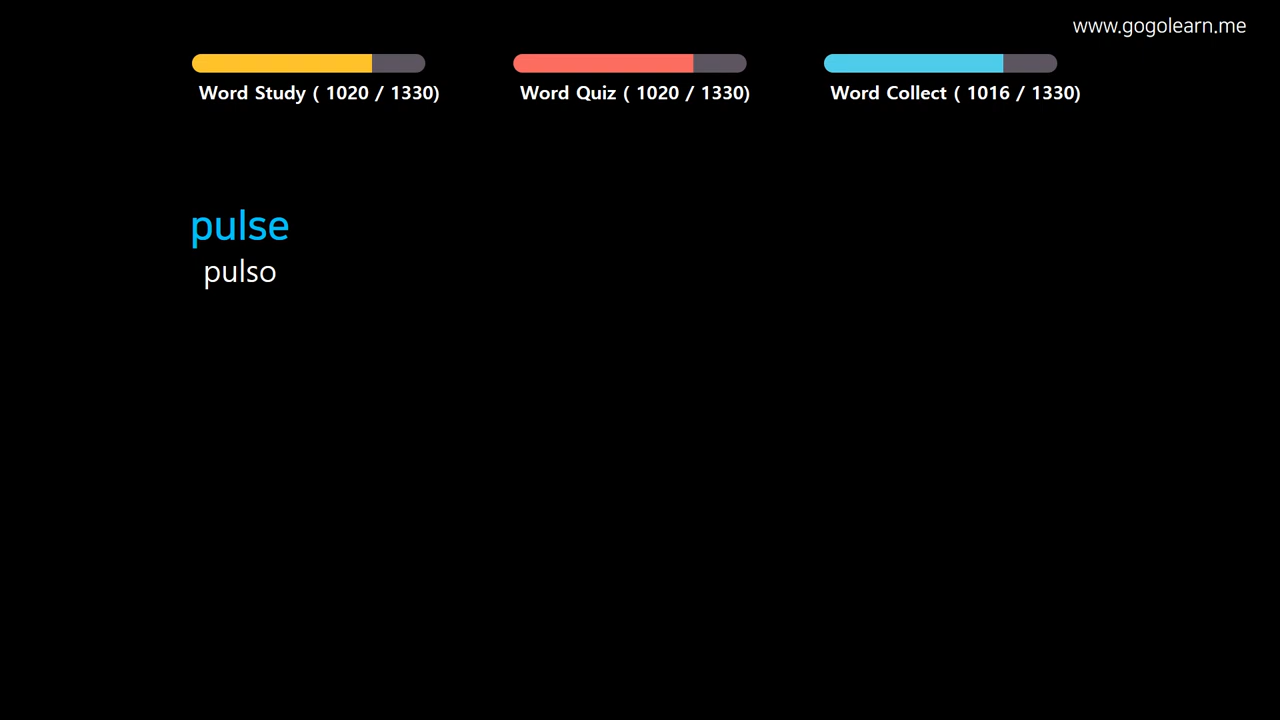 www.gogolearn.me
Word Study ( 1020 / 1330)
Word Quiz ( 1020 / 1330)
Word Collect ( 1016 / 1330)
pulse
pulso